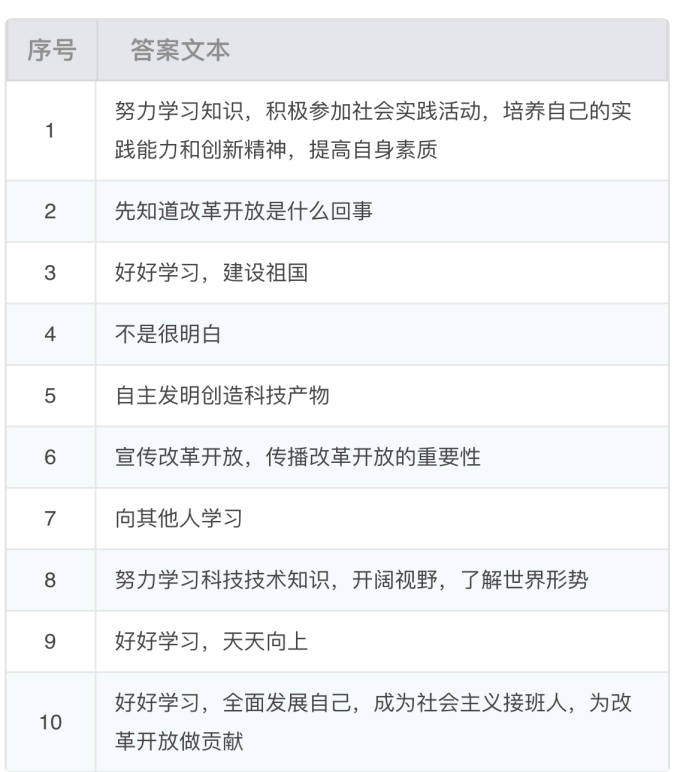 序号 答案文本
1 努力学习知识，积极参加社会实践活动，培养自己的实
践能力和创新精神，提高自身素质
2 先知道改革开放是什么回事
3 好好学习，建设祖国
4 不是很明白
5 自主发明创造科技产物
6 宣传改革开放，传播改革开放的重要性
7 向其他人学习
8 努力学习科技技术知识，开阔视野，了解世界形势
9 好好学习，天天向上
10 好好学习，全面发展自己，成为社会主义接班人，为改
革开放做贡献